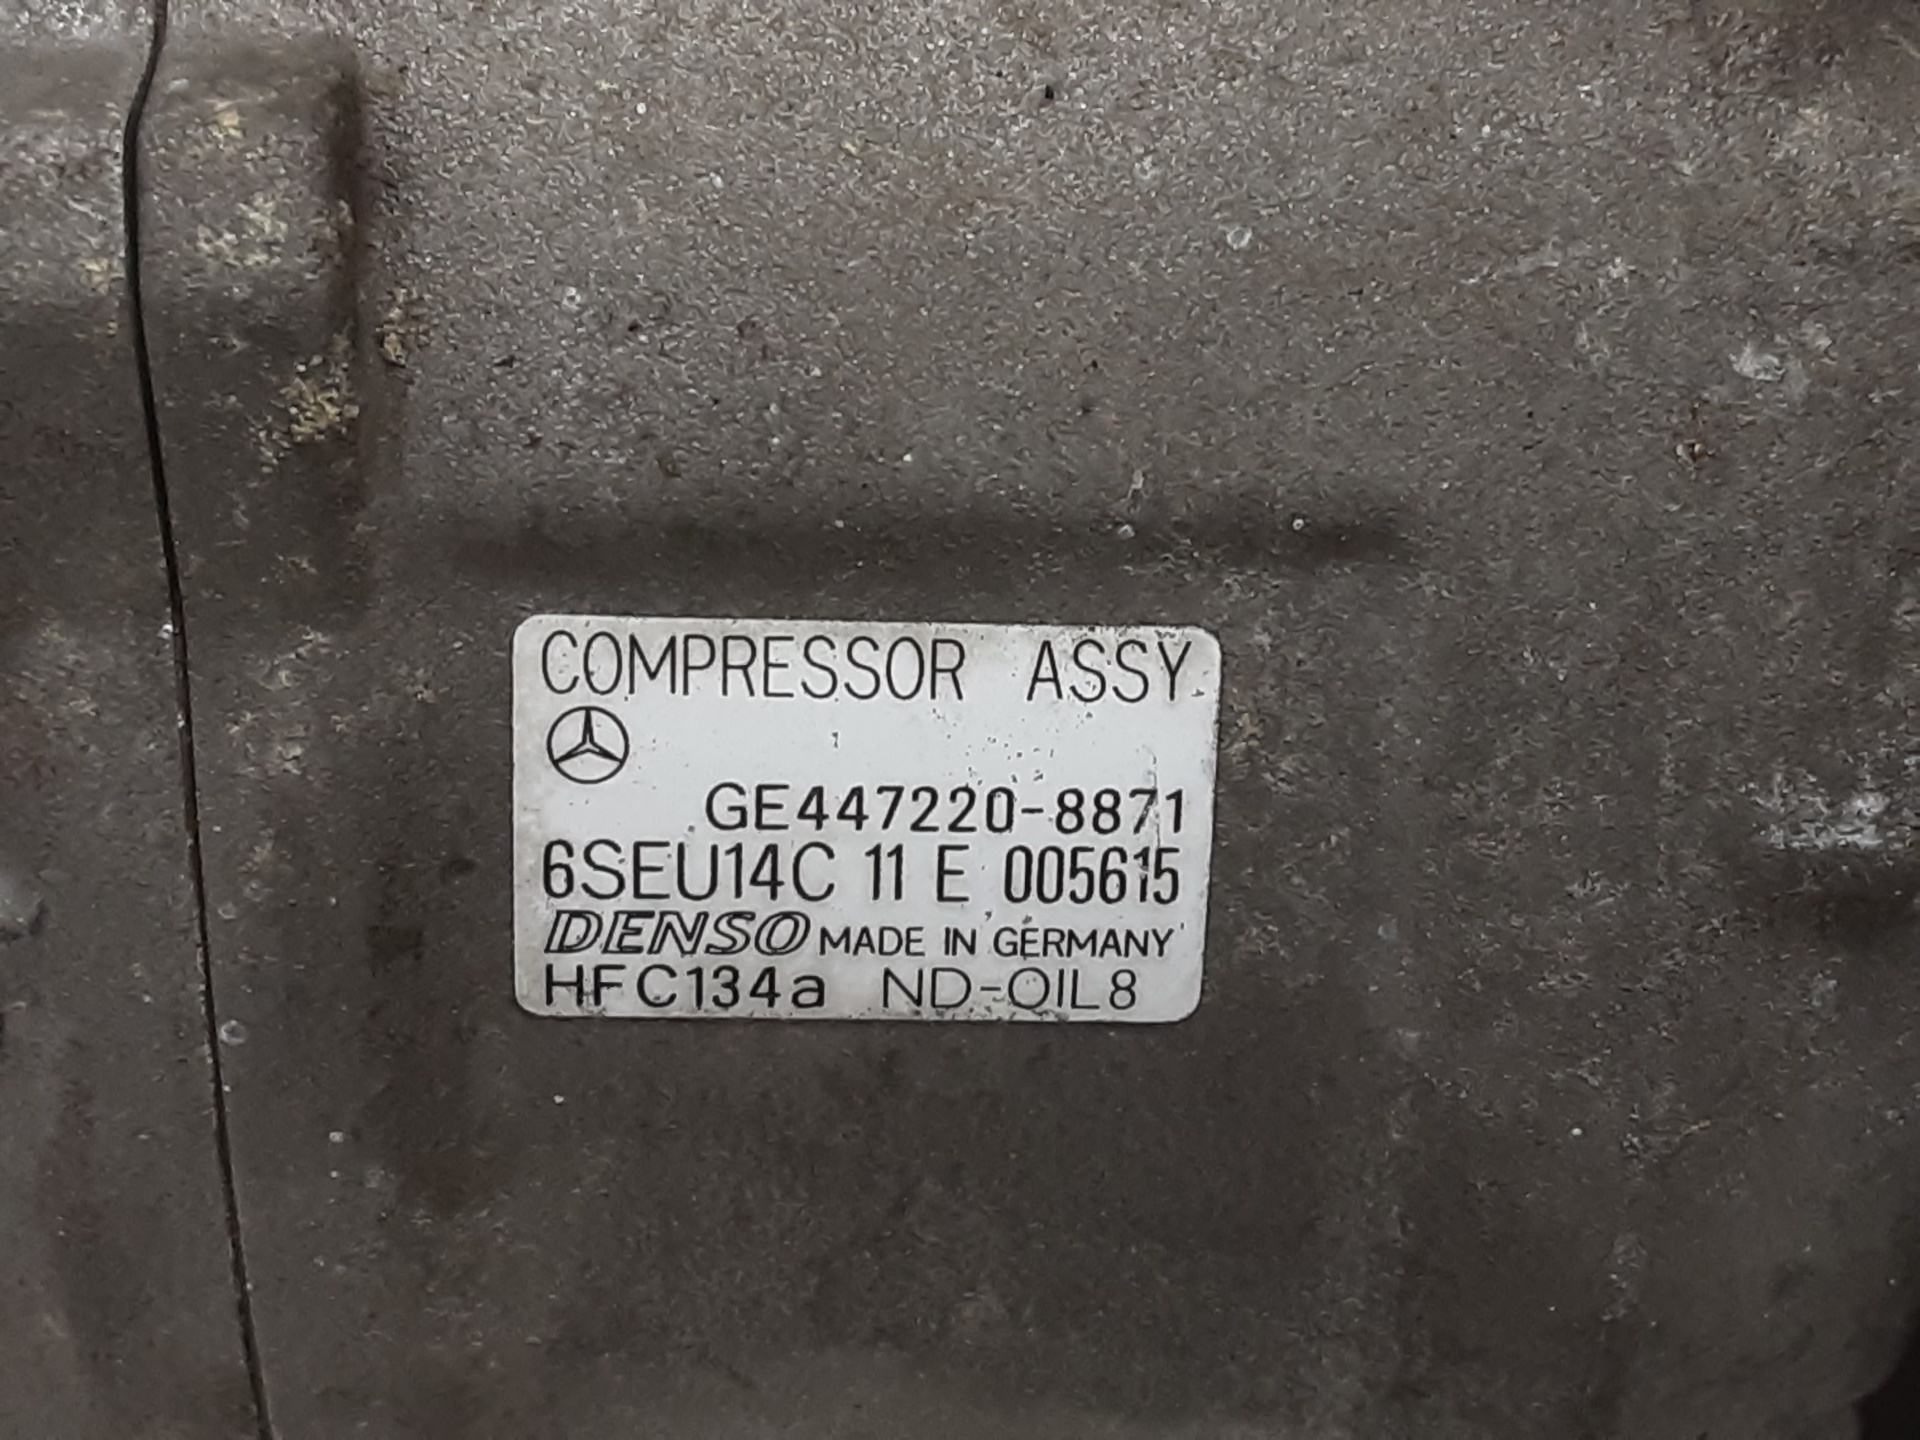 COMPRESSOR ASSY
GE447220-8871
6SEU14C 11 E 005615
DENSO MADE IN GERMANY
HFC134a ND-OIL8